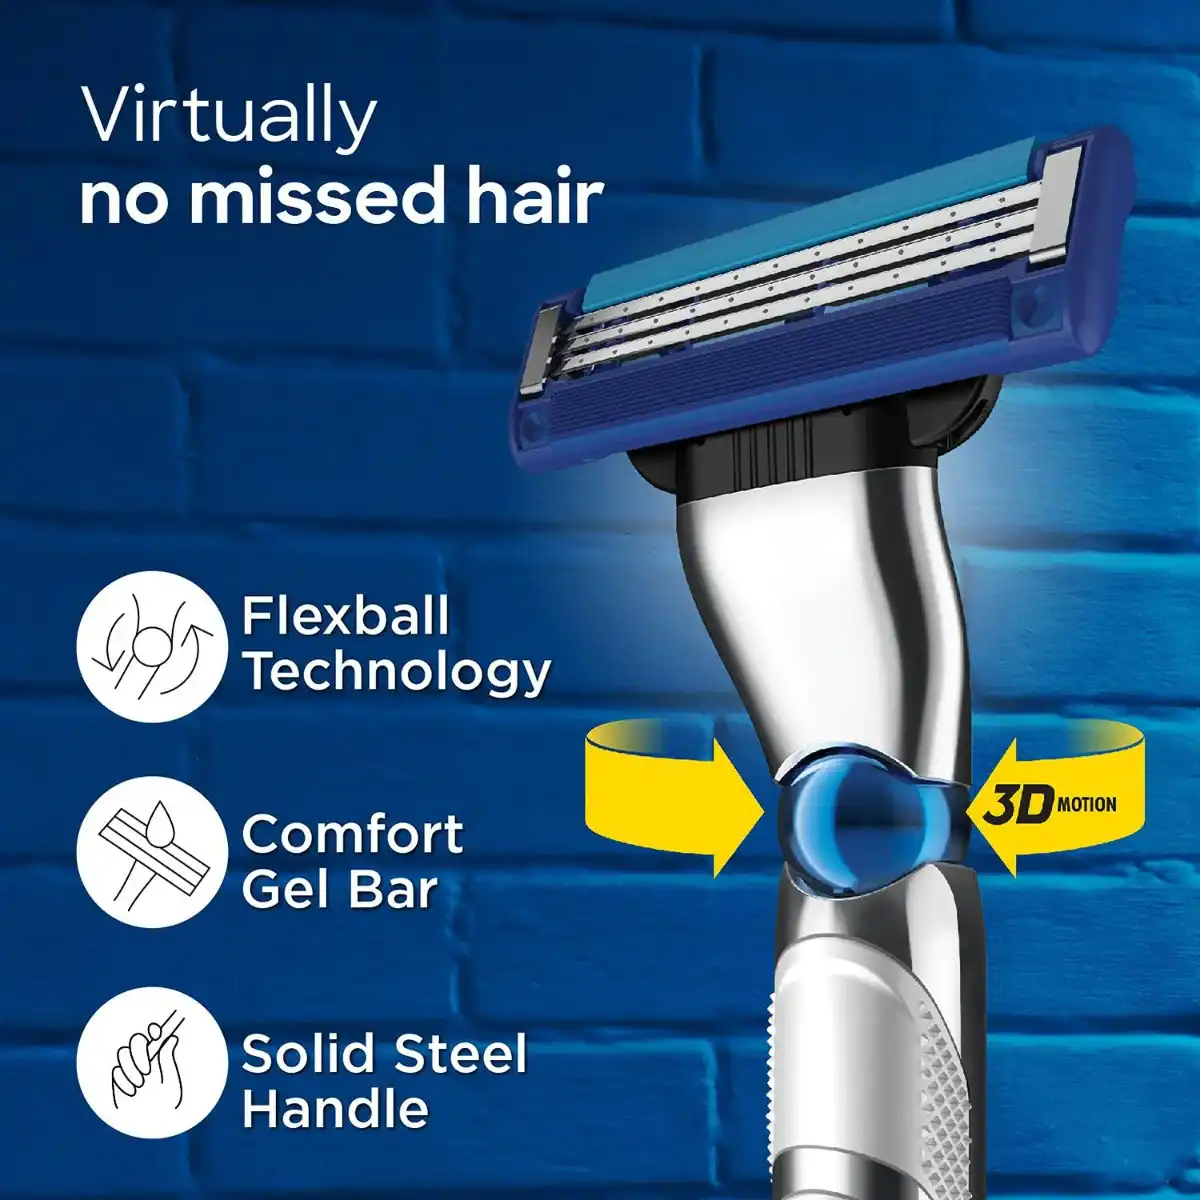 Virtually
no missed hair
Flexball
Technology
3D MOTION
Comfort
Gel Bar
Solid Steel
Handle